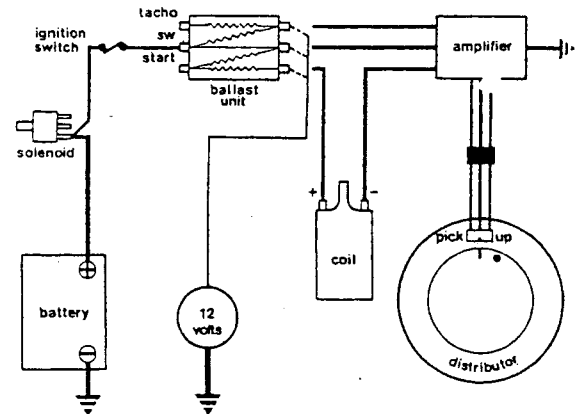 tacho
ignition
switch
sw
start
ballast
unit
amplifier
solenoid
+
−
coil
pick up
battery
12
volts
distributor